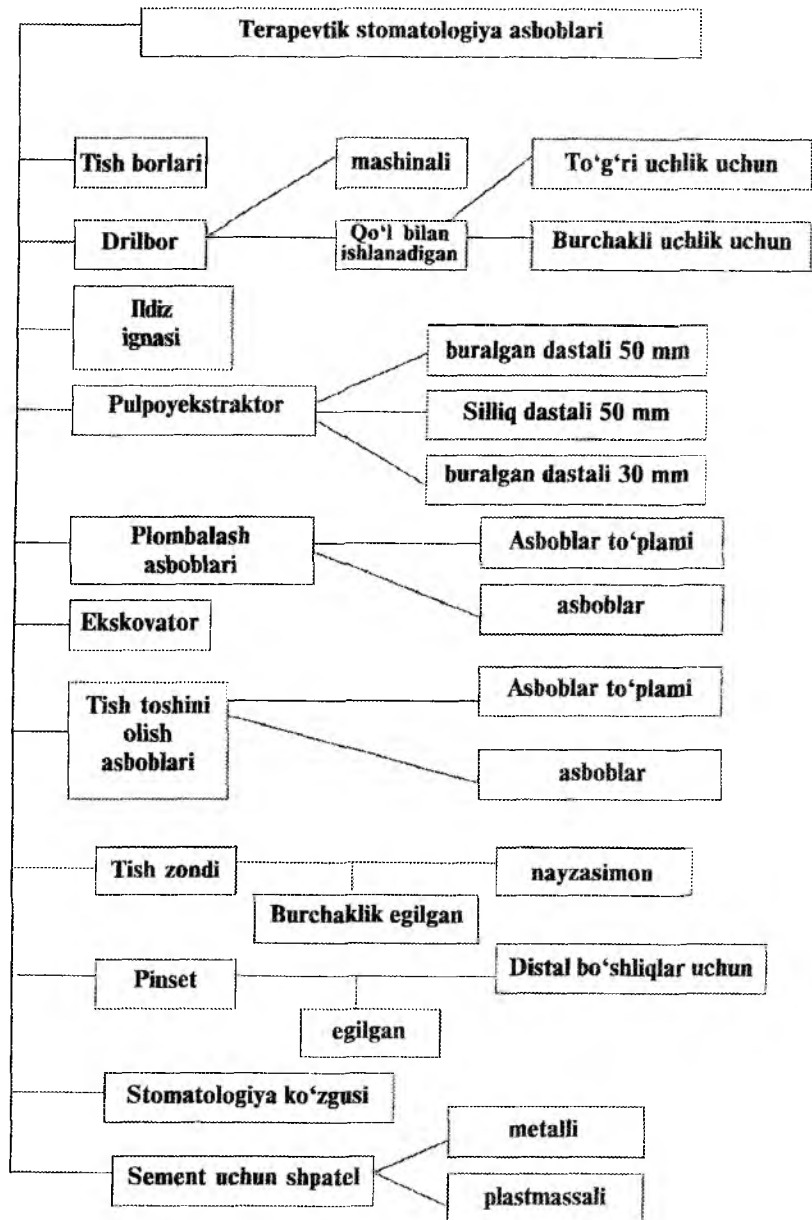 Terapevtik stomatologiya asboblari
Tish borlari
mashinali
To‘g‘ri uchlik uchun
Drilbor
Qo‘l bilan
ishlanadigan
Burchakli uchlik uchun
Ildiz
ignasi
buralgan dastali 50 mm
Pulpoyekstraktor
Silliq dastali 50 mm
buralgan dastali 30 mm
Plombalash
asboblari
Asboblar to‘plami
asboblar
Ekskovator
Tish toshini
olish
asboblari
Asboblar to‘plami
asboblar
Tish zondi
nayzasimon
Burchaklik egilgan
Pinset
Distal bo‘shliqlar uchun
egilgan
Stomatologiya ko‘zgusi
metalli
Sement uchun shpatel
plastmassali